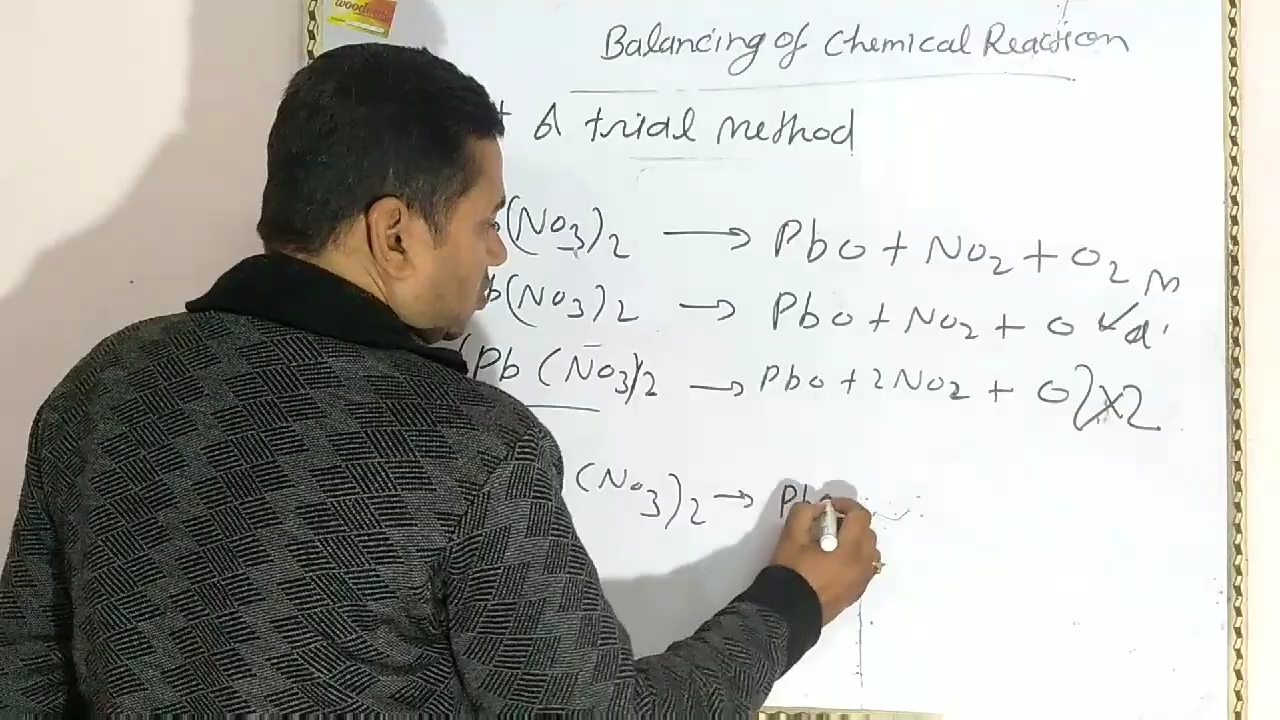 Balancing of Chemical Reaction
A trial method
(NO3)2 → PbO + NO2 + O2 m
b(NO3)2 → PbO + NO2 + O ✓ a'
(Pb (NO3)2 → PbO + 2NO2 + O}×2
(NO3)2 → Pbo